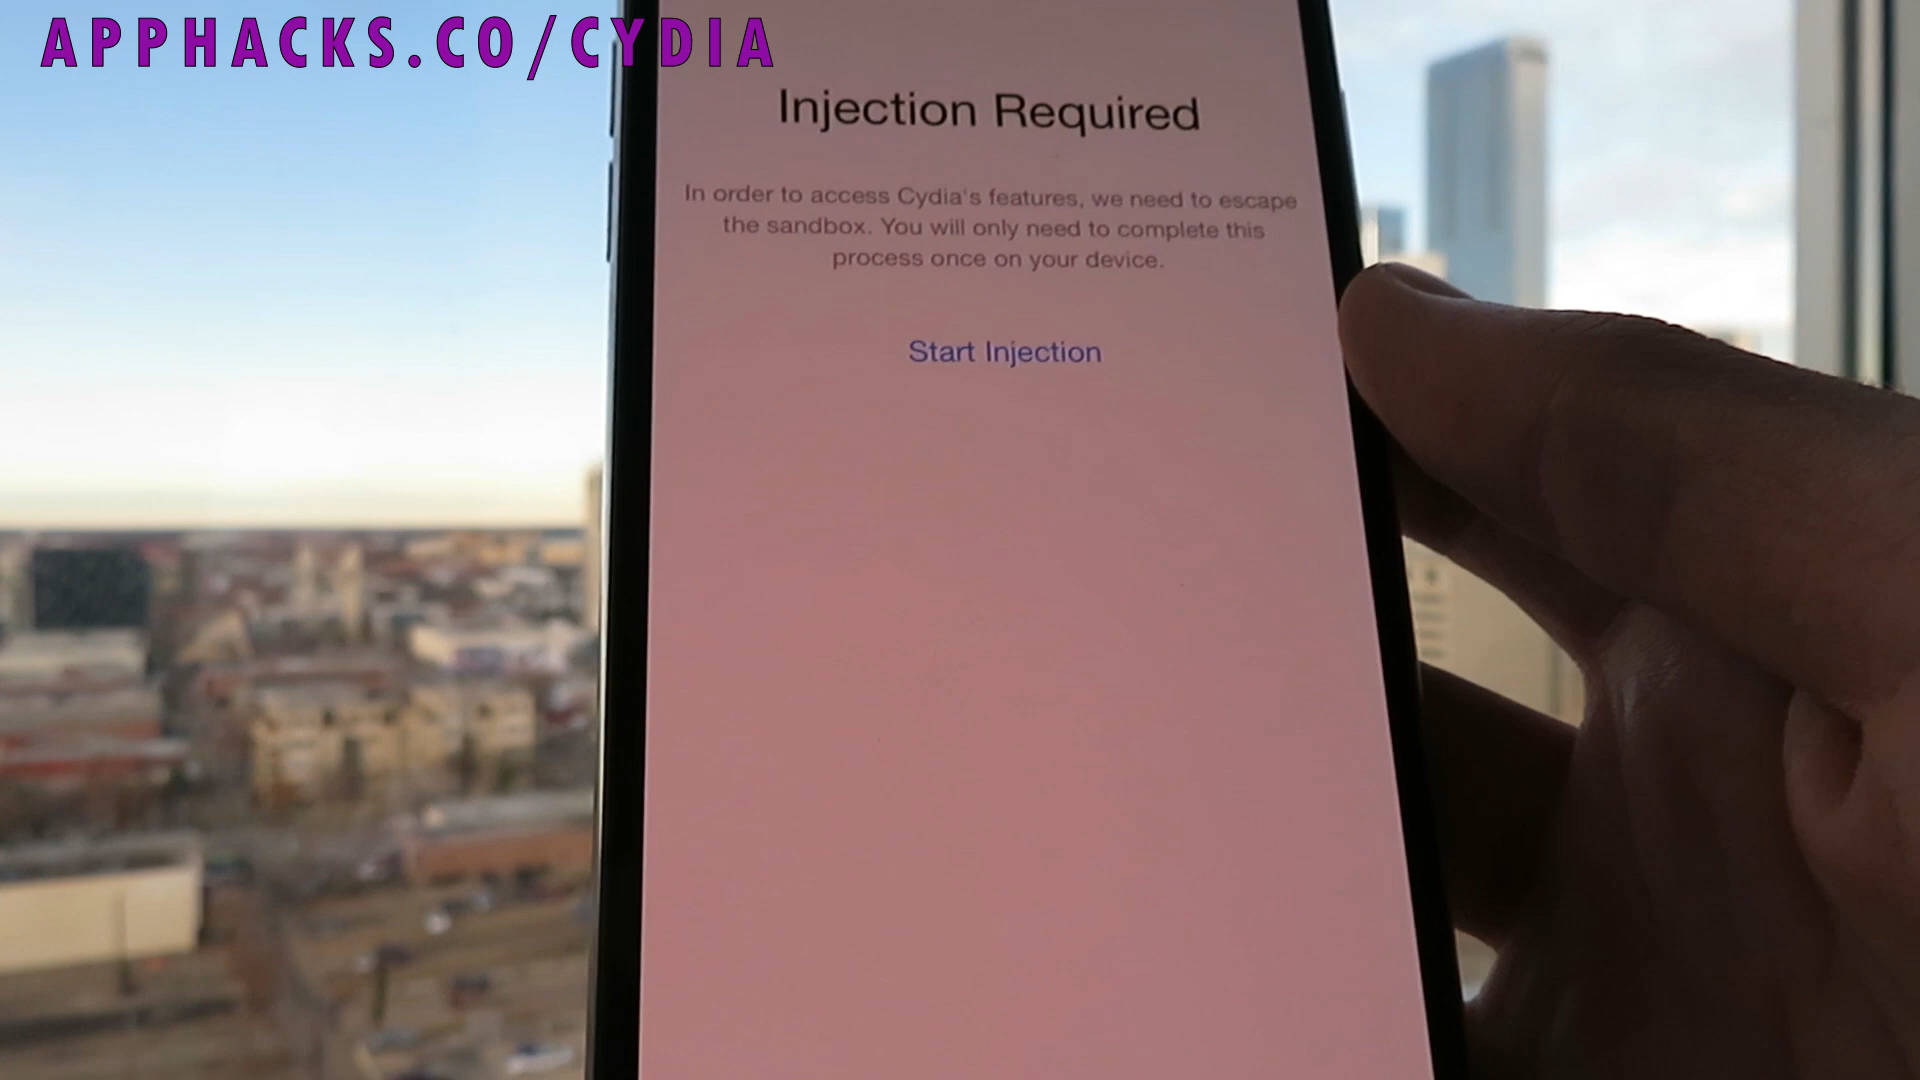 APPHACKS.CO/CYDIA
Injection Required
In order to access Cydia's features, we need to escape
the sandbox. You will only need to complete this
process once on your device.
Start Injection